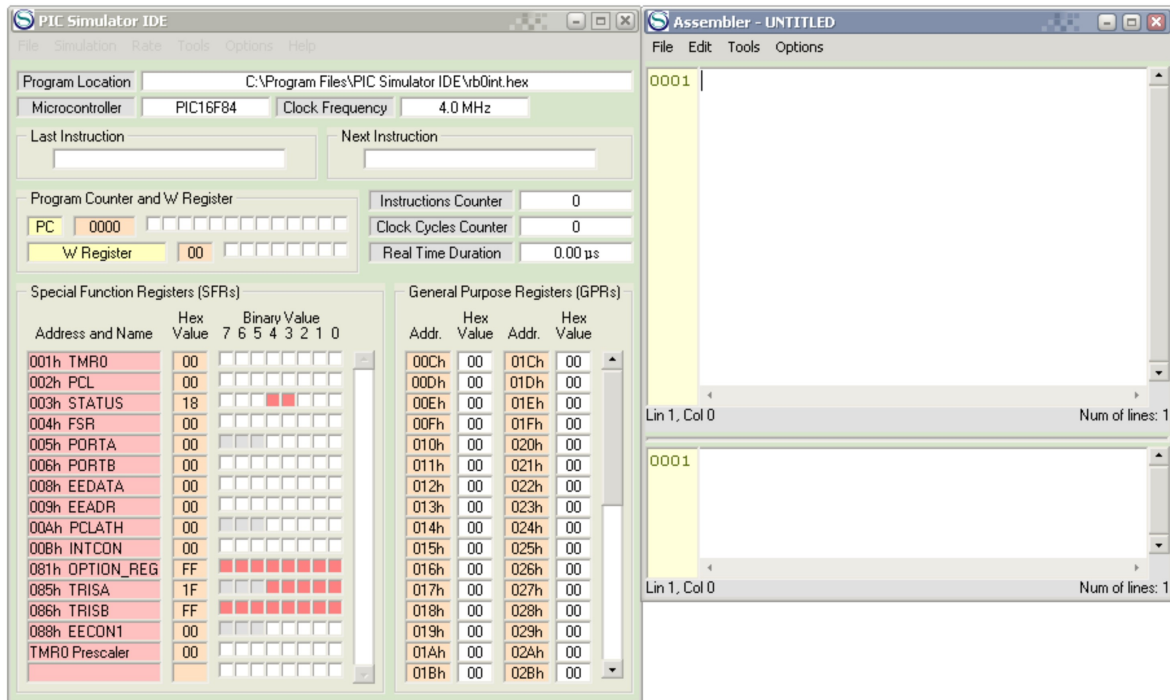 PIC Simulator IDE
File Simulation Rate Tools Options Help
Program Location C:\Program Files\PIC Simulator IDE\rb0int.hex
Microcontroller PIC16F84 Clock Frequency 4.0 MHz
Last Instruction Next Instruction
Program Counter and W Register
PC 0000
W Register 00
Instructions Counter 0
Clock Cycles Counter 0
Real Time Duration 0.00 µs
Special Function Registers (SFRs)
Hex Binary Value
Address and Name Value 7 6 5 4 3 2 1 0
001h TMR0 00
002h PCL 00
003h STATUS 18
004h FSR 00
005h PORTA 00
006h PORTB 00
008h EEDATA 00
009h EEADR 00
00Ah PCLATH 00
00Bh INTCON 00
081h OPTION_REG FF
085h TRISA 1F
086h TRISB FF
088h EECON1 00
TMR0 Prescaler 00
General Purpose Registers (GPRs)
Hex Hex
Addr. Value Addr. Value
00Ch 00 01Ch 00
00Dh 00 01Dh 00
00Eh 00 01Eh 00
00Fh 00 01Fh 00
010h 00 020h 00
011h 00 021h 00
012h 00 022h 00
013h 00 023h 00
014h 00 024h 00
015h 00 025h 00
016h 00 026h 00
017h 00 027h 00
018h 00 028h 00
019h 00 029h 00
01Ah 00 02Ah 00
01Bh 00 02Bh 00
Assembler - UNTITLED
File Edit Tools Options
0001
Lin 1, Col 0 Num of lines: 1
0001
Lin 1, Col 0 Num of lines: 1